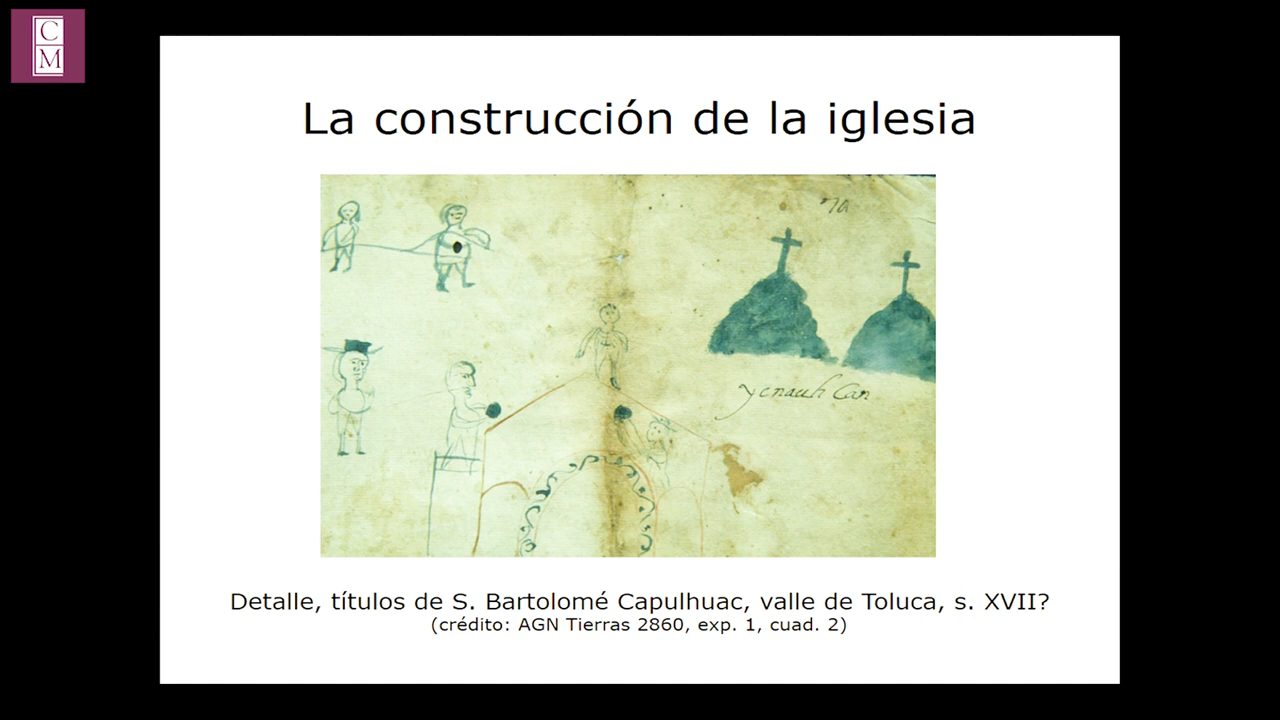 C
M
La construcción de la iglesia
70
ycnauh Can
Detalle, títulos de S. Bartolomé Capulhuac, valle de Toluca, s. XVII?
(crédito: AGN Tierras 2860, exp. 1, cuad. 2)